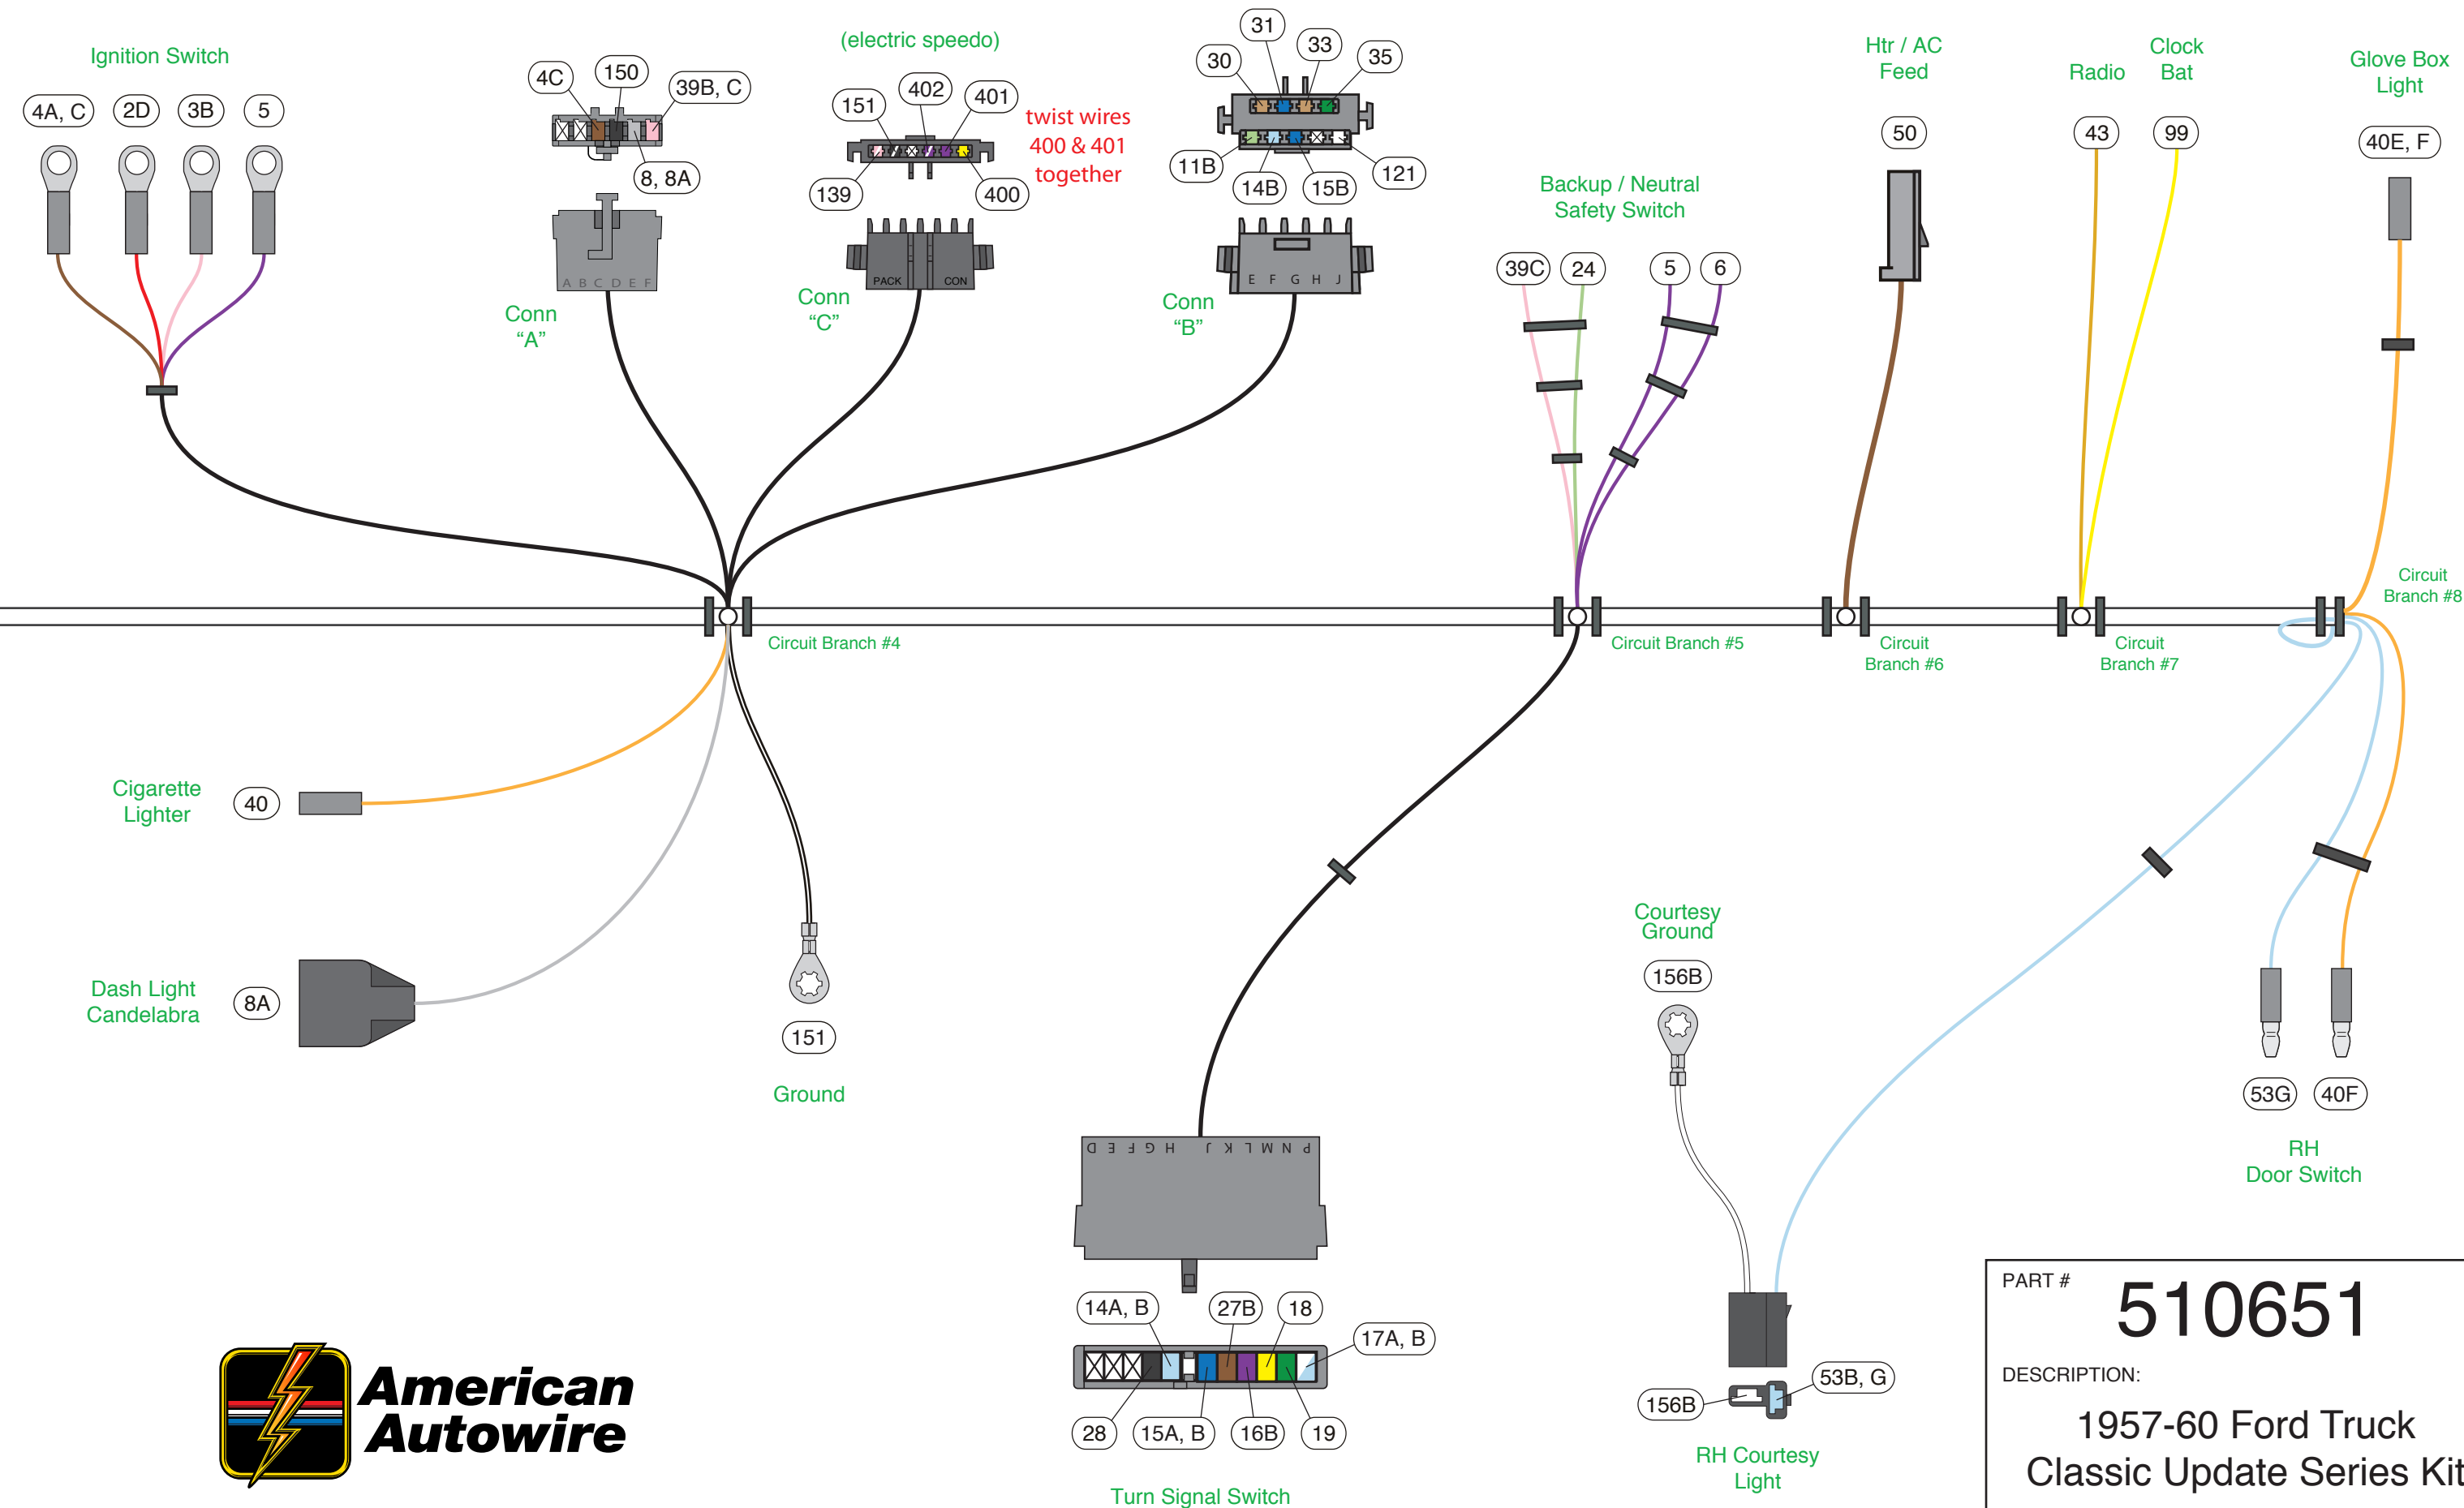 Ignition Switch
4A, C
2D
3B
5
4C
150
39B, C
8, 8A
A B C D E F
Conn
“A”
(electric speedo)
151
402
401
139
400
twist wires
400 & 401
together
PACK
CON
Conn
“C”
30
31
33
35
11B
14B
15B
121
E F G H J
Conn
“B”
Backup / Neutral
Safety Switch
39C
24
5
6
Htr / AC
Feed
50
Radio
43
Clock
Bat
99
Glove Box
Light
40E, F
Circuit Branch #4
Circuit Branch #5
Circuit
Branch #6
Circuit
Branch #7
Circuit
Branch #8
Cigarette
Lighter
40
Dash Light
Candelabra
8A
151
Ground
D E F G H J K L M N P
14A, B
27B
18
17A, B
28
15A, B
16B
19
Turn Signal Switch
Courtesy
Ground
156B
156B
53B, G
RH Courtesy
Light
53G
40F
RH
Door Switch
American
Autowire
PART #
510651
DESCRIPTION:
1957-60 Ford Truck
Classic Update Series Kit